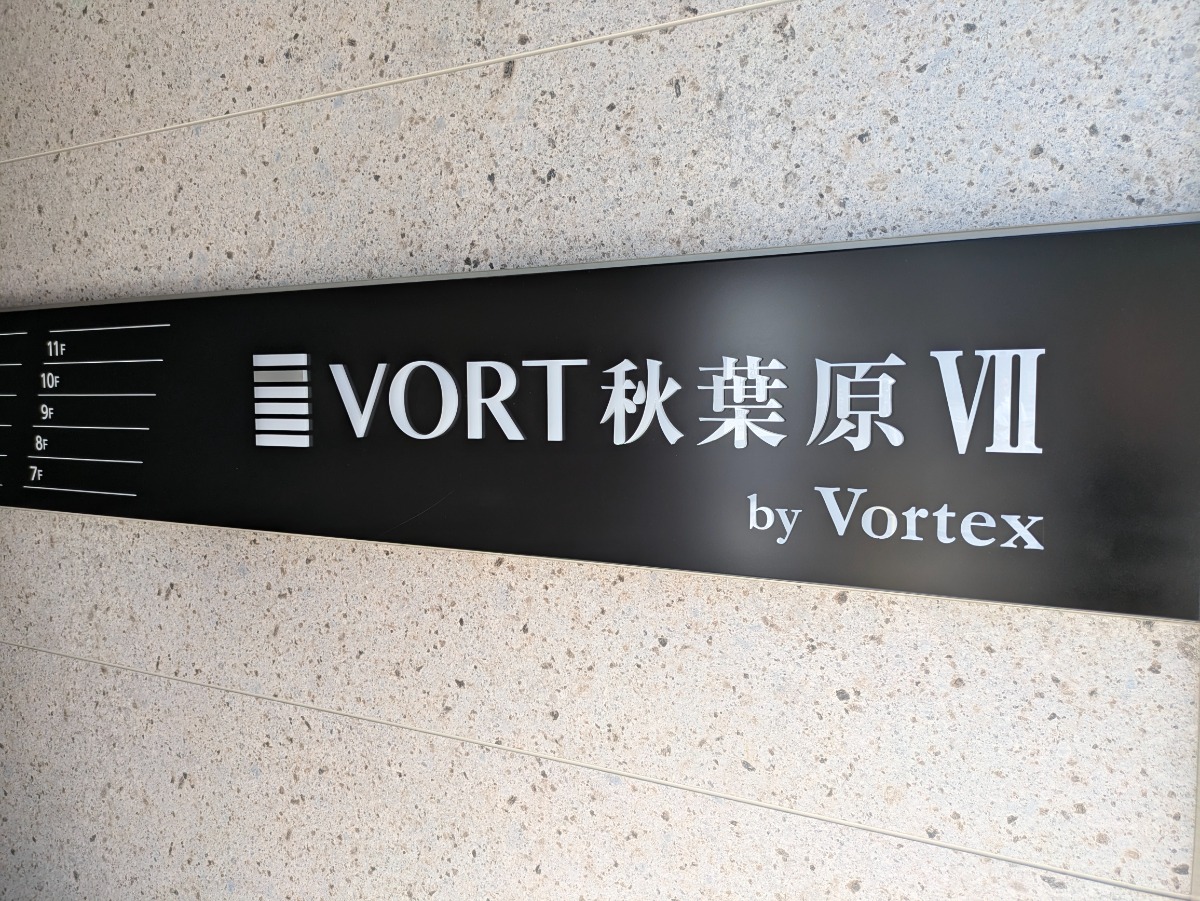 11F
10F
9F
8F
7F
VORT秋葉原Ⅶ
by Vortex